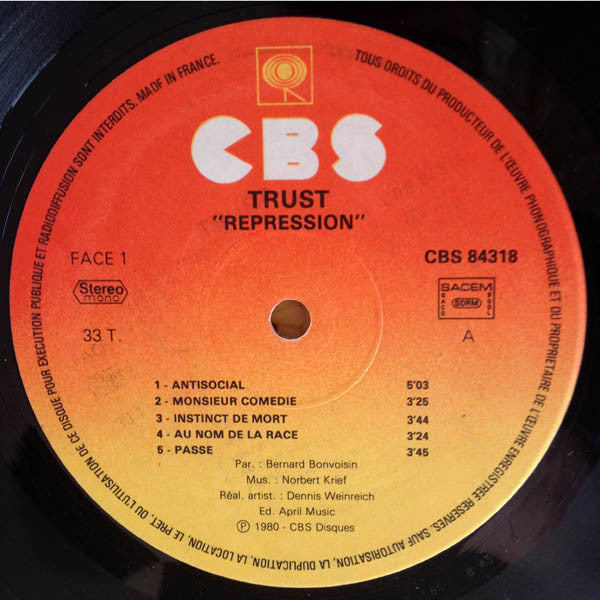 TOUS DROITS DU PRODUCTEUR DE L'ŒUVRE PHONOGRAPHIQUE ET DU PROPRIETAIRE DE L'ŒUVRE ENREGISTREE RESERVES. SAUF AUTORISATION, LA DUPLICATION, LA LOCATION, LE PRET, OU L'UTILISATION DE CE DISQUE POUR EXECUTION PUBLIQUE ET RADIODIFFUSION SONT INTERDITS. MADE IN FRANCE.
CBS
TRUST
"REPRESSION"
FACE 1
CBS 84318
Stereo
mono
SACEM
SACD SDRM SGDL
33 T.
A
1 - ANTISOCIAL 5'03
2 - MONSIEUR COMEDIE 3'25
3 - INSTINCT DE MORT 3'44
4 - AU NOM DE LA RACE 3'24
5 - PASSE 3'45
Par. : Bernard Bonvoisin
Mus. : Norbert Krief
Réal. artist. : Dennis Weinreich
Ed. April Music
Ⓟ 1980 - CBS Disques